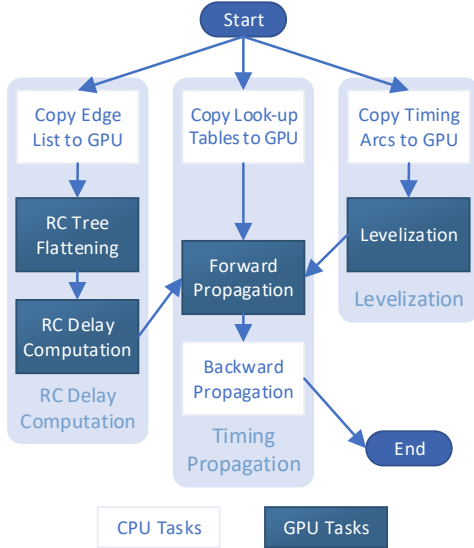 Start
Copy Edge
List to GPU
Copy Look-up
Tables to GPU
Copy Timing
Arcs to GPU
RC Tree
Flattening
Levelization
Forward
Propagation
Levelization
RC Delay
Computation
Backward
Propagation
RC Delay
Computation
Timing
Propagation
End
CPU Tasks
GPU Tasks